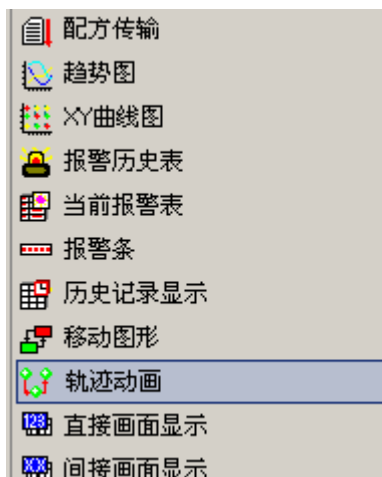 配方传输
趋势图
XY曲线图
报警历史表
当前报警表
报警条
历史记录显示
移动图形
轨迹动画
直接画面显示
间接画面显示